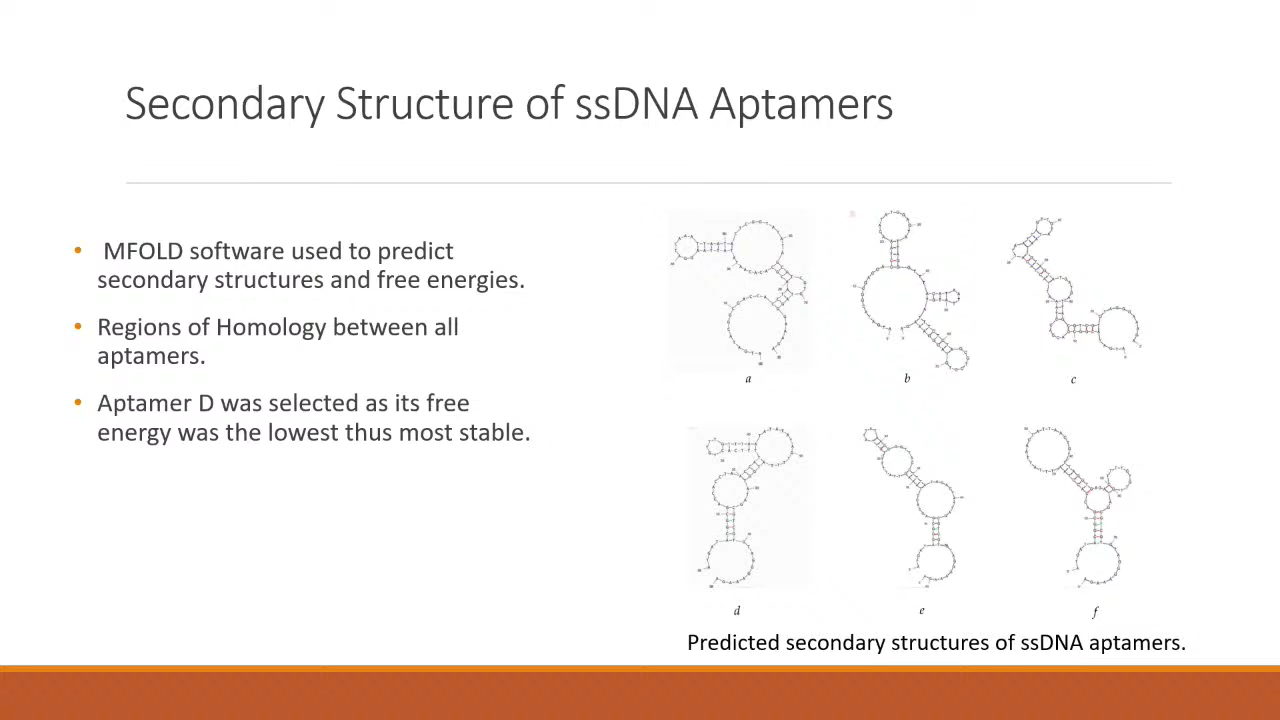 Secondary Structure of ssDNA Aptamers
• MFOLD software used to predict
secondary structures and free energies.
• Regions of Homology between all
aptamers.
• Aptamer D was selected as its free
energy was the lowest thus most stable.
a
b
c
d
e
f
Predicted secondary structures of ssDNA aptamers.